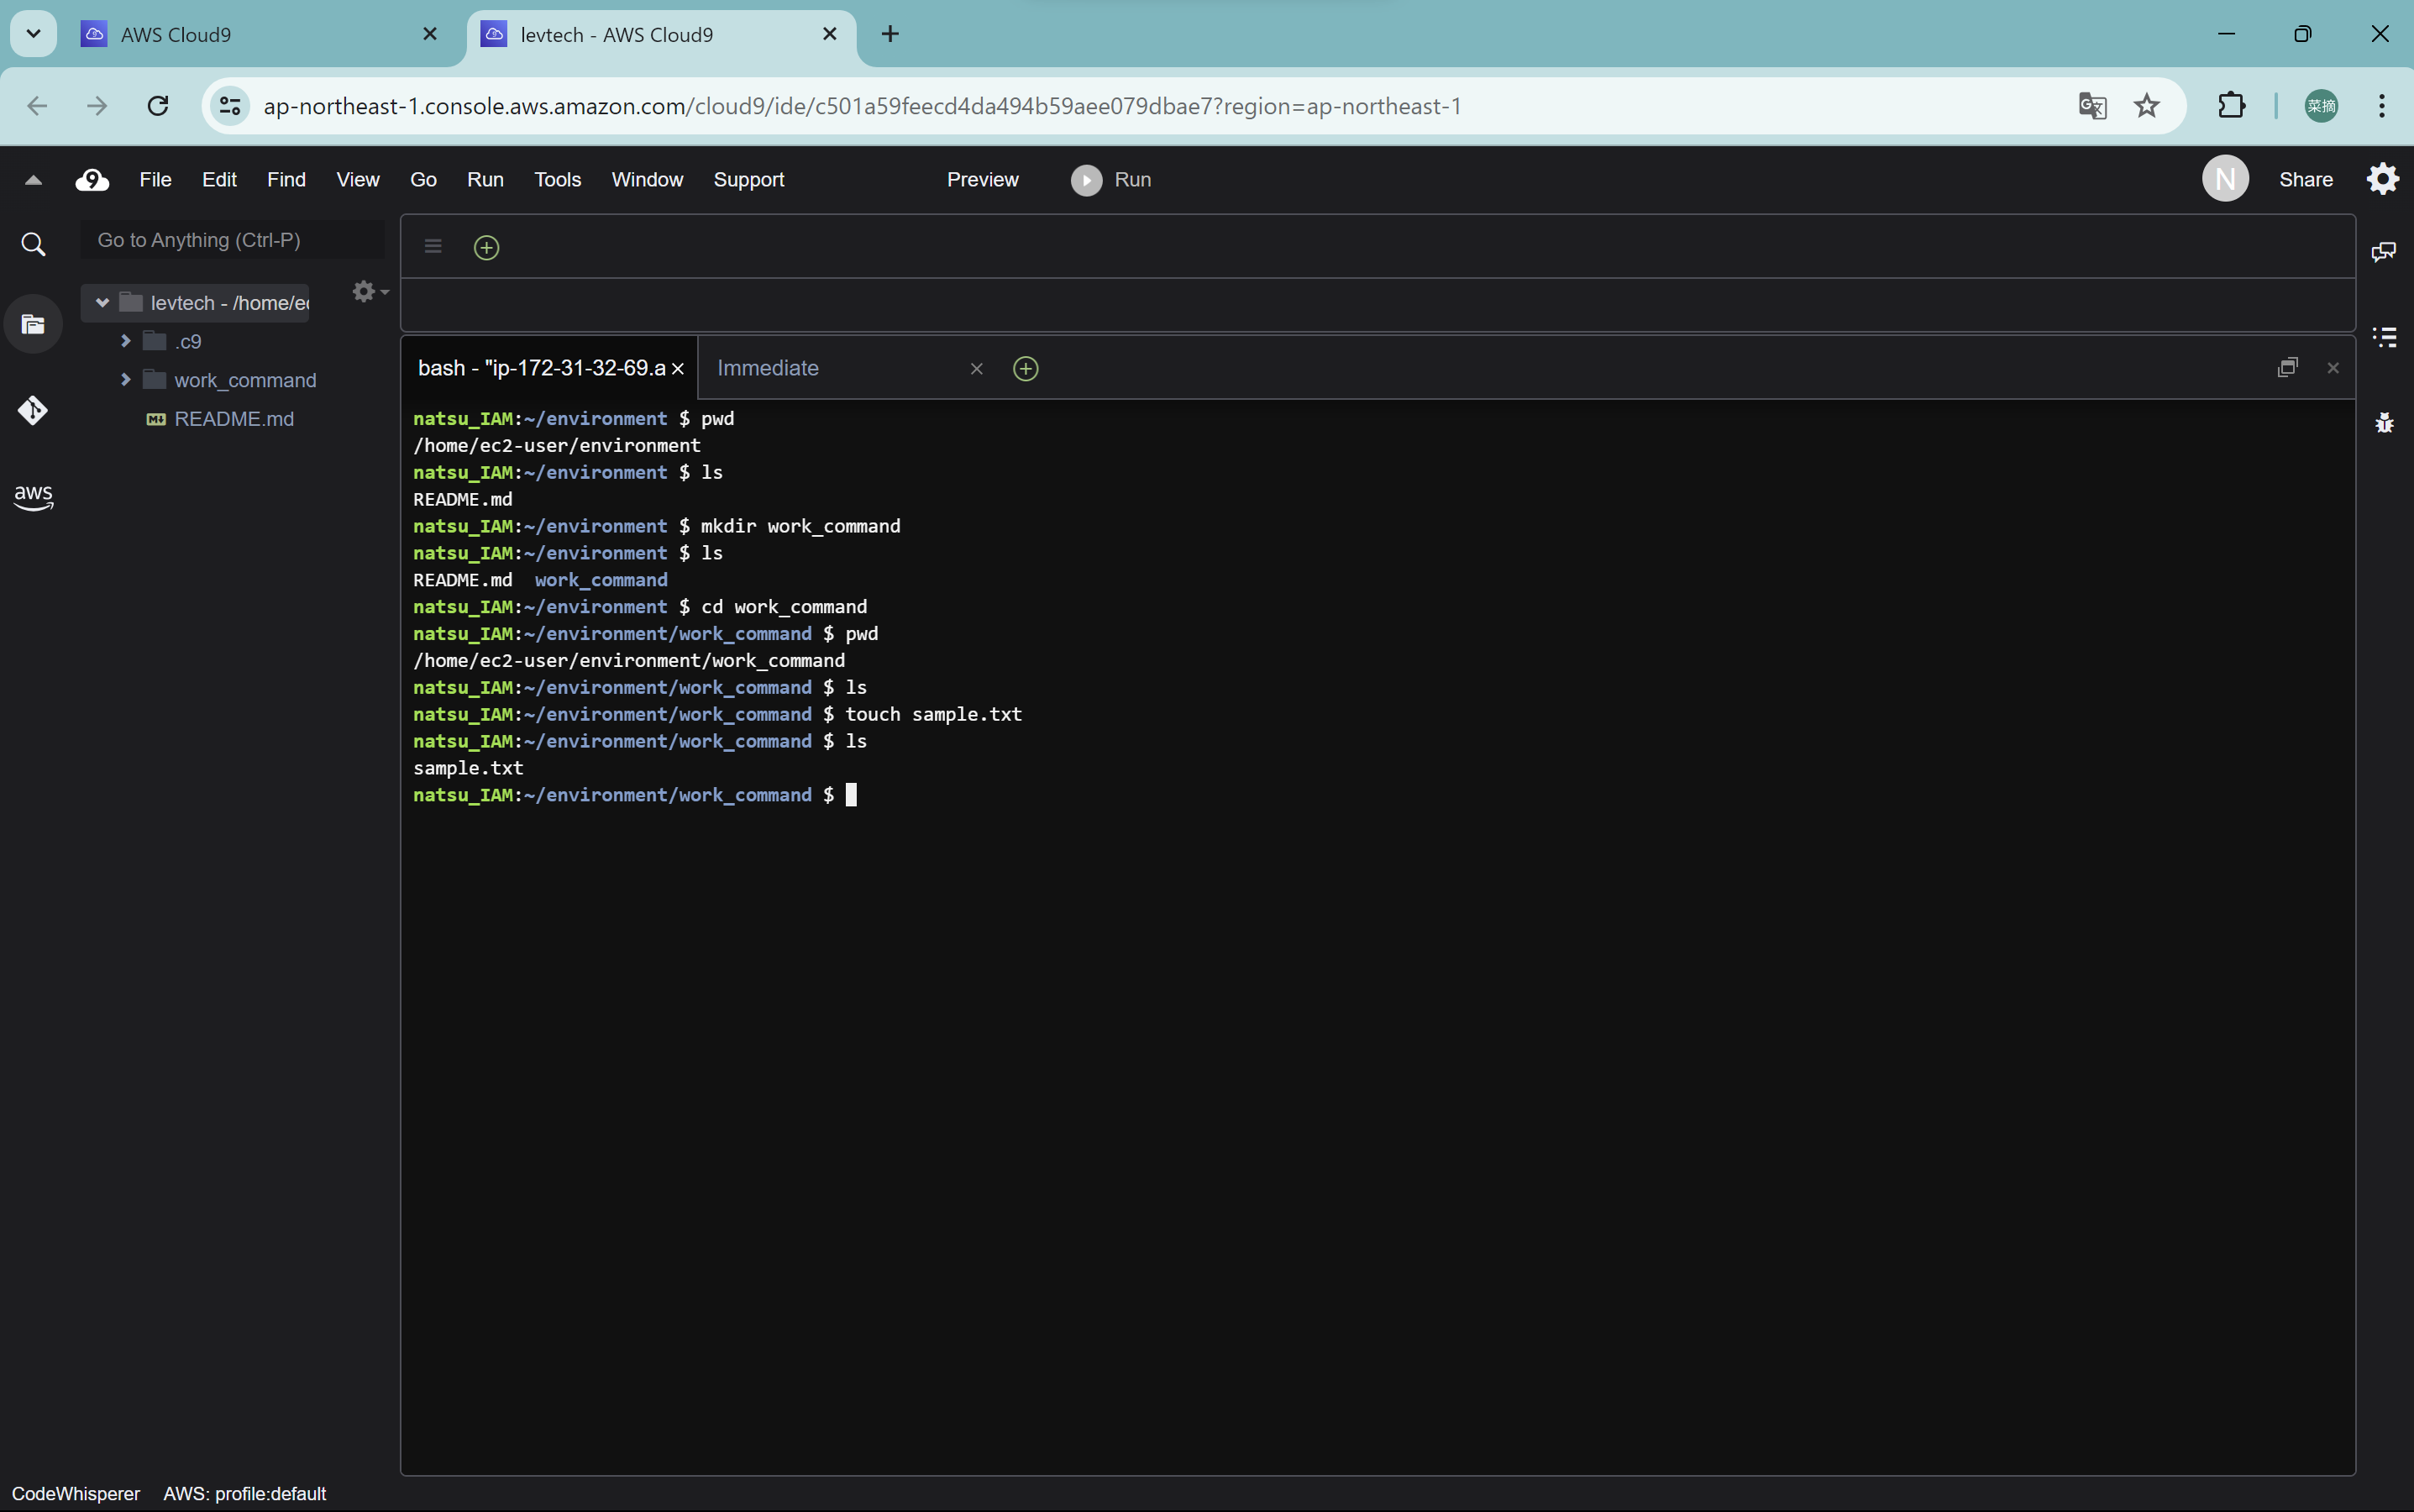 AWS Cloud9
levtech - AWS Cloud9
ap-northeast-1.console.aws.amazon.com/cloud9/ide/c501a59feecd4da494b59aee079dbae7?region=ap-northeast-1
菜摘
9 File Edit Find View Go Run Tools Window Support Preview Run N Share
Go to Anything (Ctrl-P)
levtech - /home/ec
.c9
work_command
README.md
aws
bash - "ip-172-31-32-69.a
Immediate
natsu_IAM:~/environment $ pwd
/home/ec2-user/environment
natsu_IAM:~/environment $ ls
README.md
natsu_IAM:~/environment $ mkdir work_command
natsu_IAM:~/environment $ ls
README.md  work_command
natsu_IAM:~/environment $ cd work_command
natsu_IAM:~/environment/work_command $ pwd
/home/ec2-user/environment/work_command
natsu_IAM:~/environment/work_command $ ls
natsu_IAM:~/environment/work_command $ touch sample.txt
natsu_IAM:~/environment/work_command $ ls
sample.txt
natsu_IAM:~/environment/work_command $
CodeWhisperer AWS: profile:default